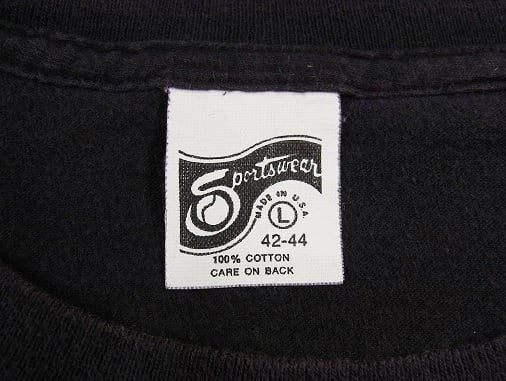 Sportswear
MADE IN U.S.A.
L
42-44
100% COTTON
CARE ON BACK